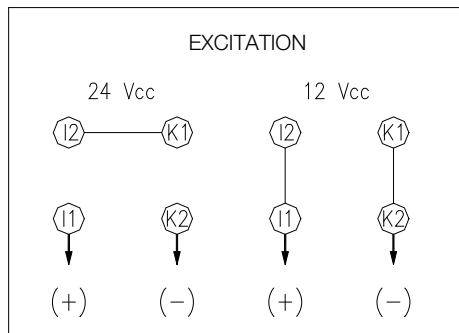 EXCITATION
24 Vcc 12 Vcc
I2 K1 I2 K1
I1 K2 I1 K2
(+) (-) (+) (-)